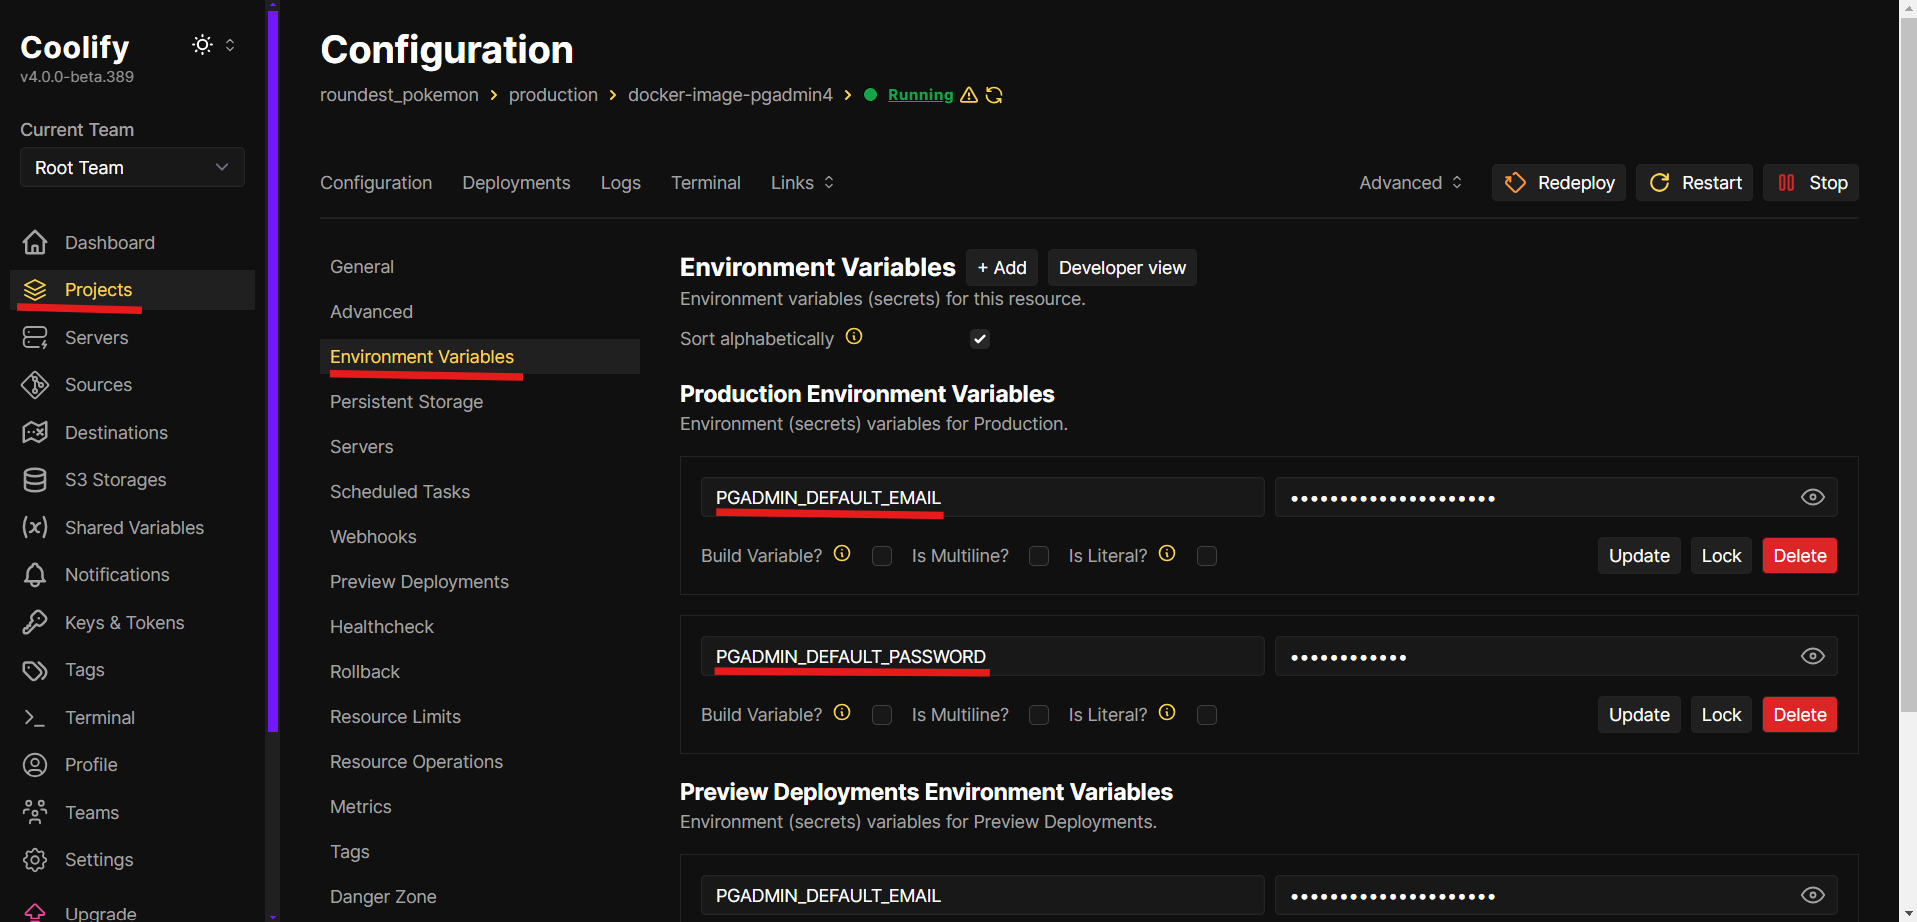 Coolify
v4.0.0-beta.389
Current Team
Root Team
Dashboard
Projects
Servers
Sources
Destinations
S3 Storages
Shared Variables
Notifications
Keys & Tokens
Tags
Terminal
Profile
Teams
Settings
Upgrade
Configuration
roundest_pokemon > production > docker-image-pgadmin4 > Running
Configuration Deployments Logs Terminal Links
Advanced Redeploy Restart Stop
General
Advanced
Environment Variables
Persistent Storage
Servers
Scheduled Tasks
Webhooks
Preview Deployments
Healthcheck
Rollback
Resource Limits
Resource Operations
Metrics
Tags
Danger Zone
Environment Variables + Add Developer view
Environment variables (secrets) for this resource.
Sort alphabetically
Production Environment Variables
Environment (secrets) variables for Production.
PGADMIN_DEFAULT_EMAIL
Build Variable? Is Multiline? Is Literal? Update Lock Delete
PGADMIN_DEFAULT_PASSWORD
Build Variable? Is Multiline? Is Literal? Update Lock Delete
Preview Deployments Environment Variables
Environment (secrets) variables for Preview Deployments.
PGADMIN_DEFAULT_EMAIL